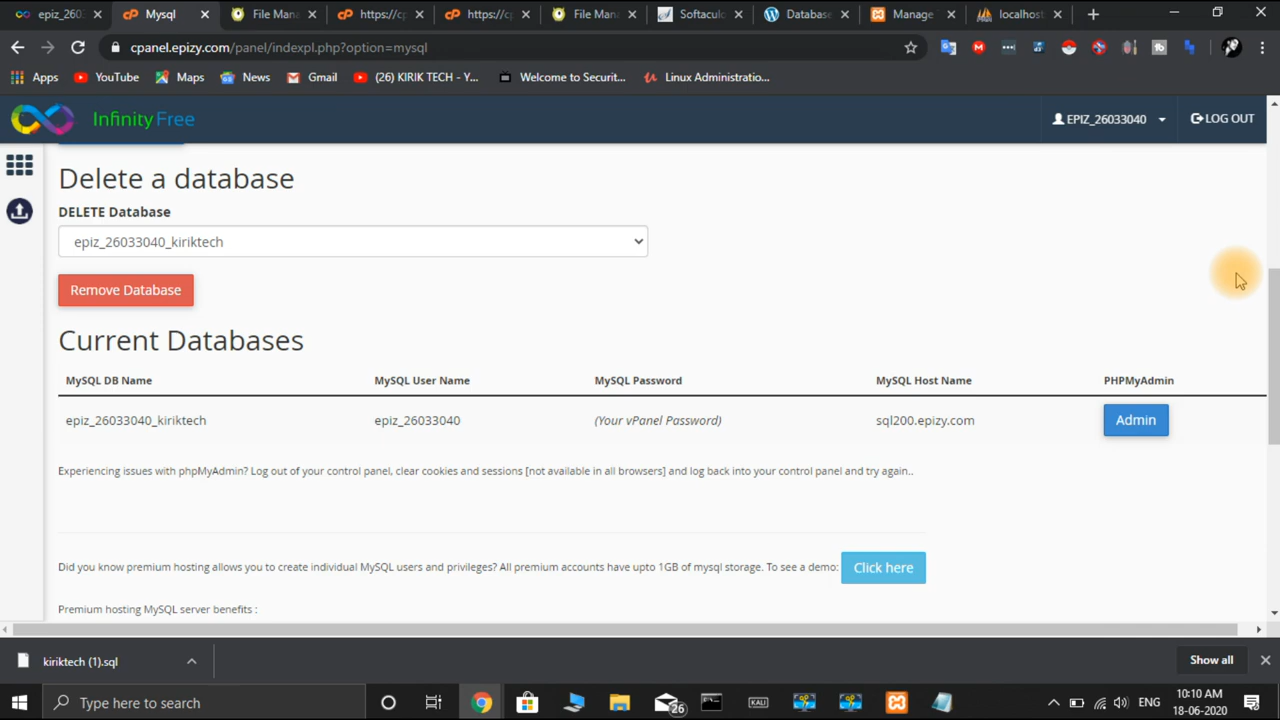 epiz_260
Mysql
File Man
https://cp
https://cp
File Man
Softacul
Databas
Manage
localhost
cpanel.epizy.com/panel/indexpl.php?option=mysql
Apps
YouTube
Maps
News
Gmail
(26) KIRIK TECH - Y...
Welcome to Securit...
Linux Administratio...
InfinityFree
EPIZ_26033040
LOG OUT
Delete a database
DELETE Database
epiz_26033040_kiriktech
Remove Database
Current Databases
MySQL DB Name MySQL User Name MySQL Password MySQL Host Name PHPMyAdmin
epiz_26033040_kiriktech epiz_26033040 (Your vPanel Password) sql200.epizy.com Admin
Experiencing issues with phpMyAdmin? Log out of your control panel, clear cookies and sessions [not available in all browsers] and log back into your control panel and try again..
Did you know premium hosting allows you to create individual MySQL users and privileges? All premium accounts have upto 1GB of mysql storage. To see a demo: Click here
Premium hosting MySQL server benefits :
kiriktech (1).sql
Show all
Type here to search
26
KALI
ENG
10:10 AM
18-06-2020